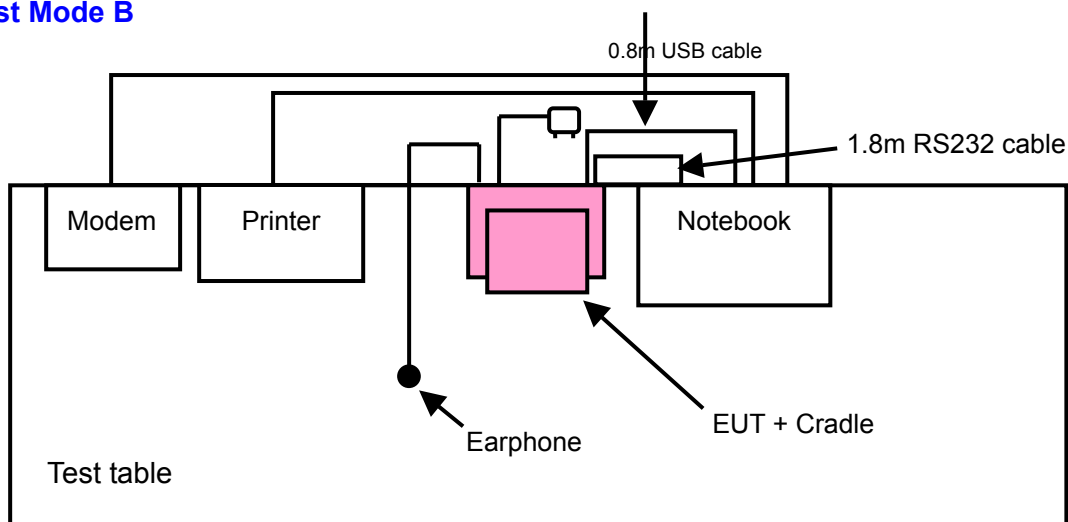 st Mode B
0.8m USB cable
1.8m RS232 cable
Modem
Printer
Notebook
EUT + Cradle
Earphone
Test table